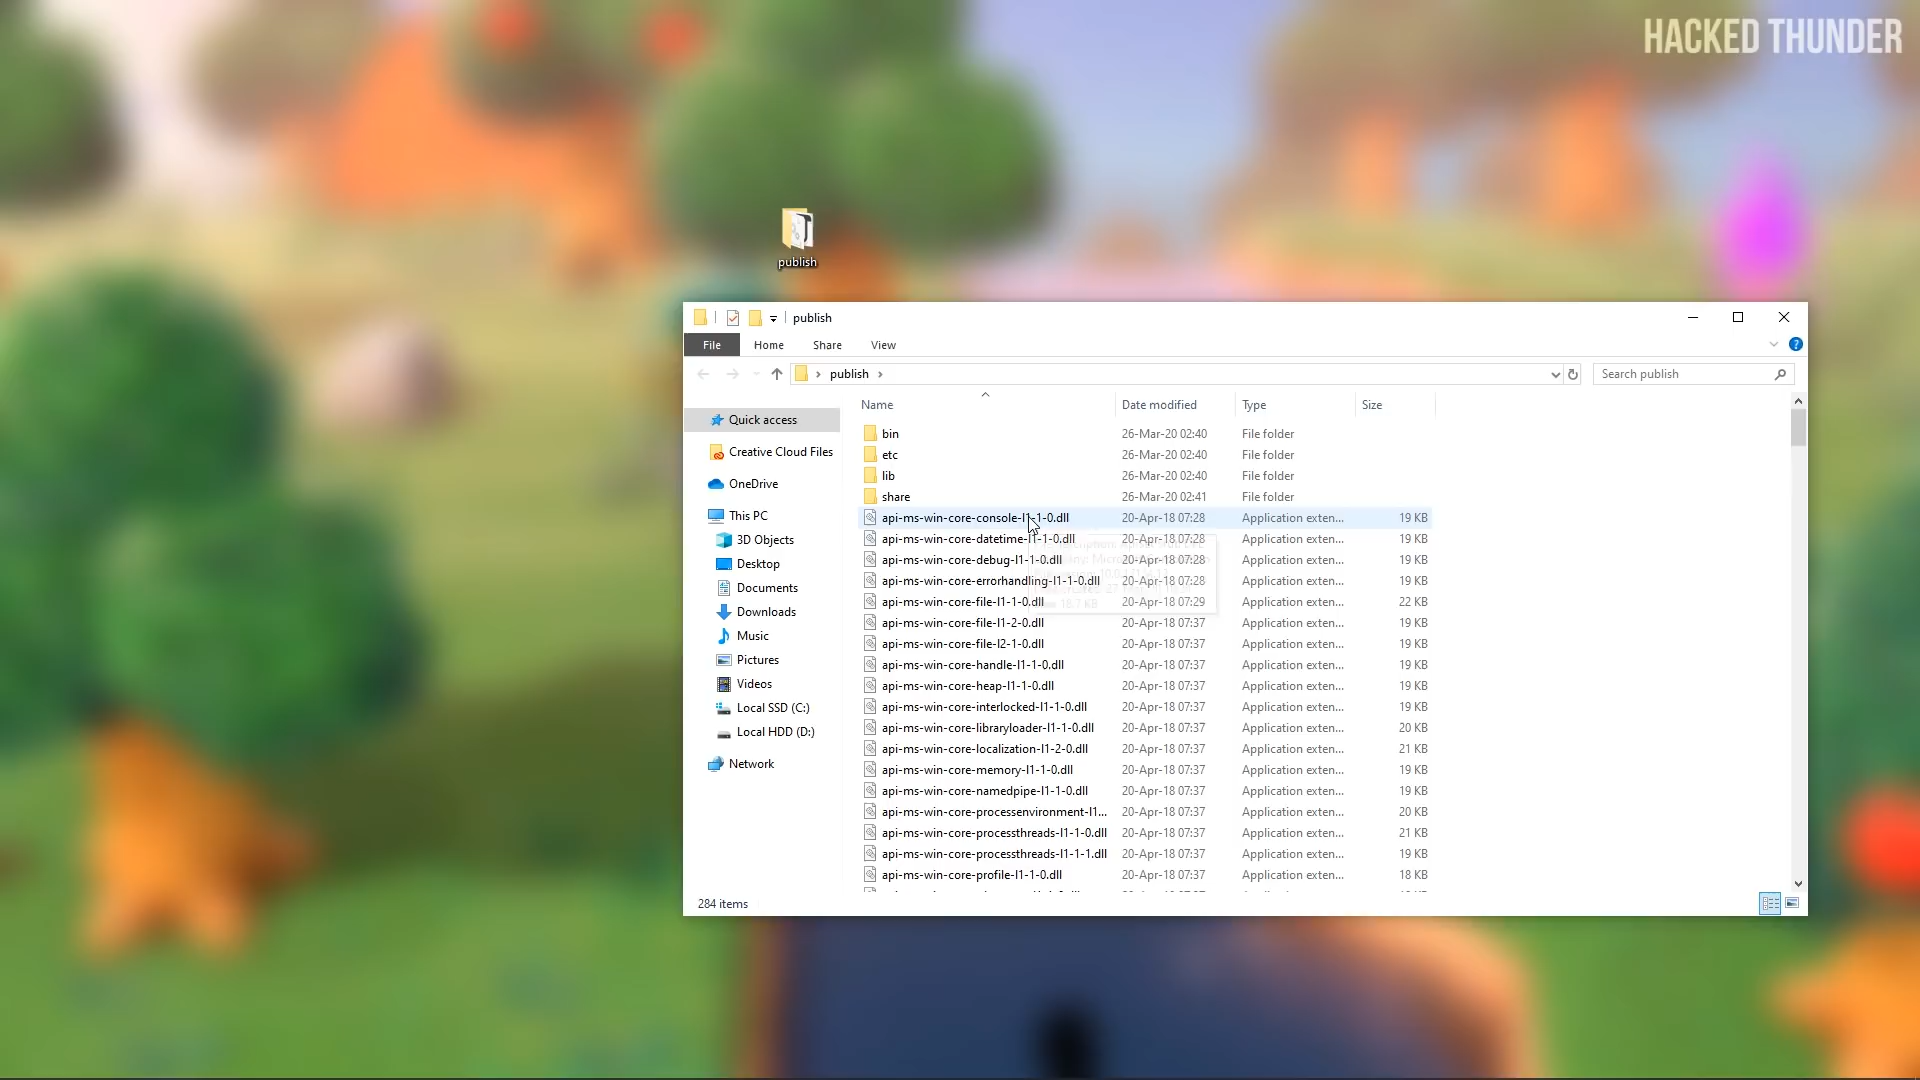 HACKED THUNDER
publish
publish
File Home Share View
publish
Search publish
Name Date modified Type Size
Quick access
Creative Cloud Files
OneDrive
This PC
3D Objects
Desktop
Documents
Downloads
Music
Pictures
Videos
Local SSD (C:)
Local HDD (D:)
Network
bin 26-Mar-20 02:40 File folder
etc 26-Mar-20 02:40 File folder
lib 26-Mar-20 02:40 File folder
share 26-Mar-20 02:41 File folder
api-ms-win-core-console-l1-1-0.dll 20-Apr-18 07:28 Application exten... 19 KB
api-ms-win-core-datetime-l1-1-0.dll 20-Apr-18 07:28 Application exten... 19 KB
api-ms-win-core-debug-l1-1-0.dll 20-Apr-18 07:28 Application exten... 19 KB
api-ms-win-core-errorhandling-l1-1-0.dll 20-Apr-18 07:28 Application exten... 19 KB
api-ms-win-core-file-l1-1-0.dll 20-Apr-18 07:29 Application exten... 22 KB
api-ms-win-core-file-l1-2-0.dll 20-Apr-18 07:37 Application exten... 19 KB
api-ms-win-core-file-l2-1-0.dll 20-Apr-18 07:37 Application exten... 19 KB
api-ms-win-core-handle-l1-1-0.dll 20-Apr-18 07:37 Application exten... 19 KB
api-ms-win-core-heap-l1-1-0.dll 20-Apr-18 07:37 Application exten... 19 KB
api-ms-win-core-interlocked-l1-1-0.dll 20-Apr-18 07:37 Application exten... 19 KB
api-ms-win-core-libraryloader-l1-1-0.dll 20-Apr-18 07:37 Application exten... 20 KB
api-ms-win-core-localization-l1-2-0.dll 20-Apr-18 07:37 Application exten... 21 KB
api-ms-win-core-memory-l1-1-0.dll 20-Apr-18 07:37 Application exten... 19 KB
api-ms-win-core-namedpipe-l1-1-0.dll 20-Apr-18 07:37 Application exten... 19 KB
api-ms-win-core-processenvironment-l1... 20-Apr-18 07:37 Application exten... 20 KB
api-ms-win-core-processthreads-l1-1-0.dll 20-Apr-18 07:37 Application exten... 21 KB
api-ms-win-core-processthreads-l1-1-1.dll 20-Apr-18 07:37 Application exten... 19 KB
api-ms-win-core-profile-l1-1-0.dll 20-Apr-18 07:37 Application exten... 18 KB
284 items